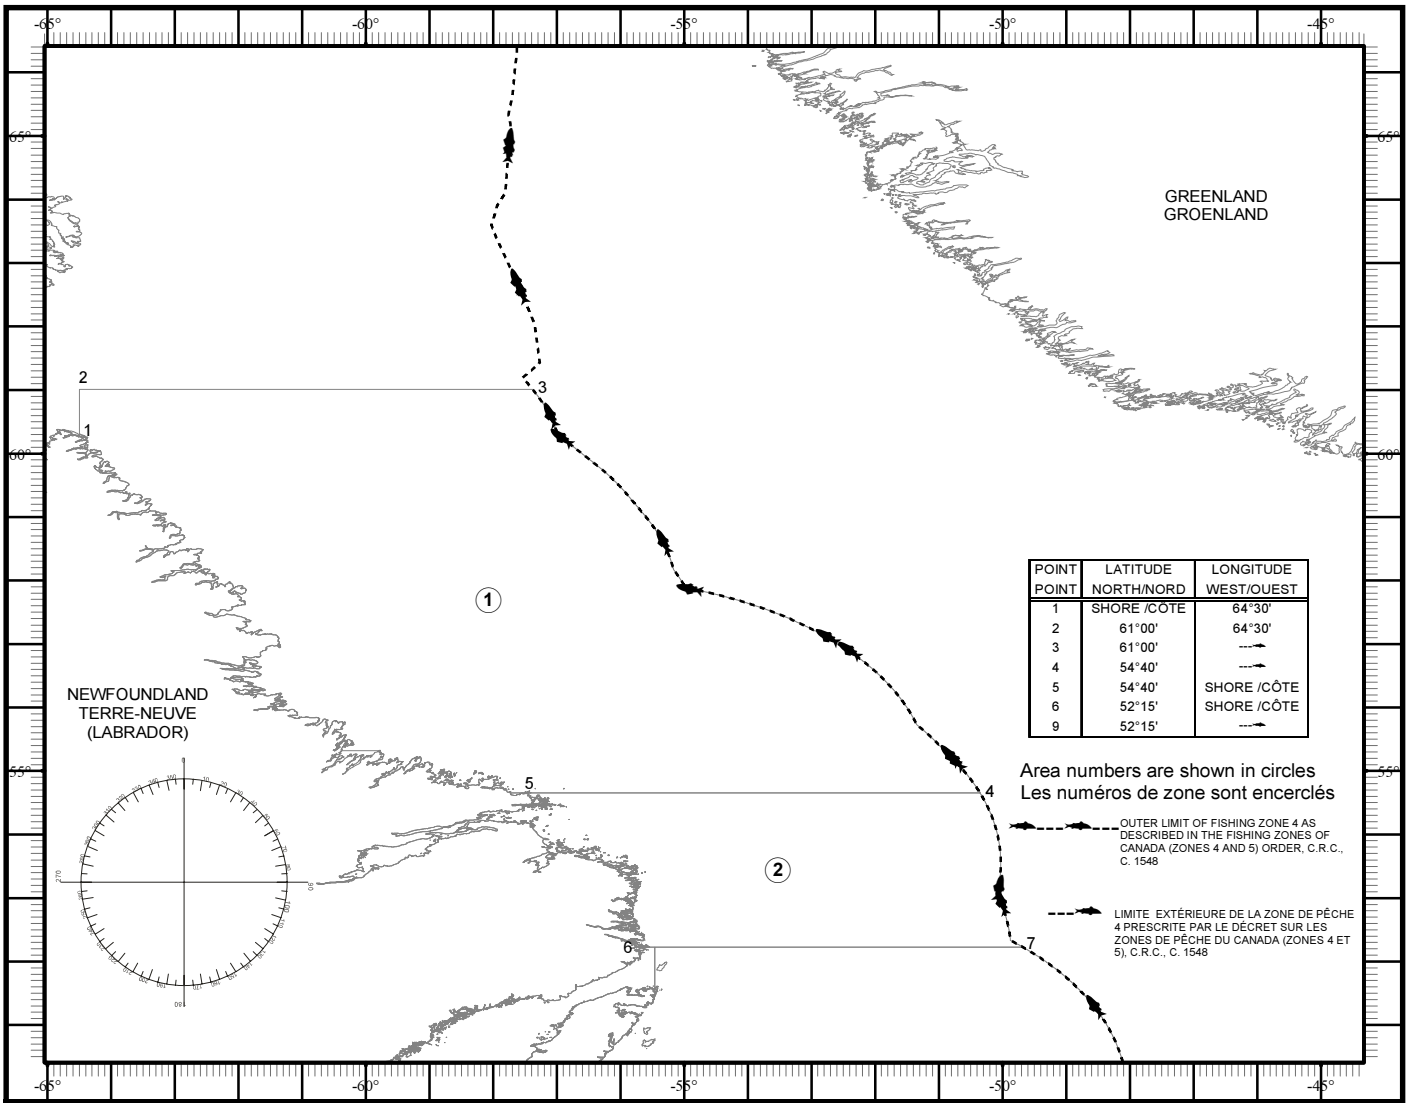 -65° -60° -55° -50° -45°
65° 65°
GREENLAND
GROENLAND
2
3
1
60° 60°
POINT LATITUDE LONGITUDE
POINT NORTH/NORD WEST/OUEST
1 SHORE /CÔTE 64°30'
2 61°00' 64°30'
3 61°00' ---
4 54°40' ---
5 54°40' SHORE /CÔTE
6 52°15' SHORE /CÔTE
9 52°15' ---
1
NEWFOUNDLAND
TERRE-NEUVE
(LABRADOR)
55° 55°
Area numbers are shown in circles
Les numéros de zone sont encerclés
5
4
OUTER LIMIT OF FISHING ZONE 4 AS
DESCRIBED IN THE FISHING ZONES OF
CANADA (ZONES 4 AND 5) ORDER, C.R.C.,
C. 1548
2
0
90
180
270
LIMITE EXTÉRIEURE DE LA ZONE DE PÊCHE
4 PRESCRITE PAR LE DÉCRET SUR LES
ZONES DE PÊCHE DU CANADA (ZONES 4 ET
5), C.R.C., C. 1548
6
7
-65° -60° -55° -50° -45°